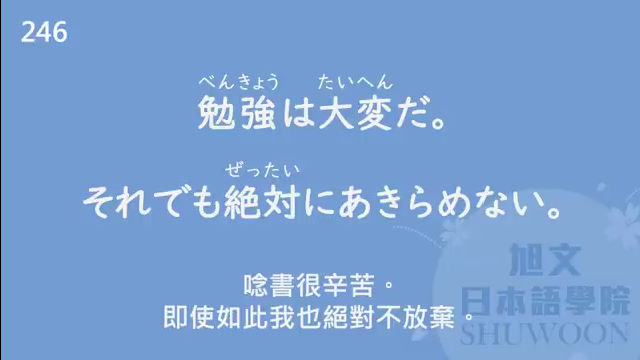 246
べんきょう たいへん
勉強は大変だ。
ぜったい
それでも絶対にあきらめない。
唸書很辛苦。
即使如此我也絕對不放棄。
旭文
日本語學院
SHUWOON